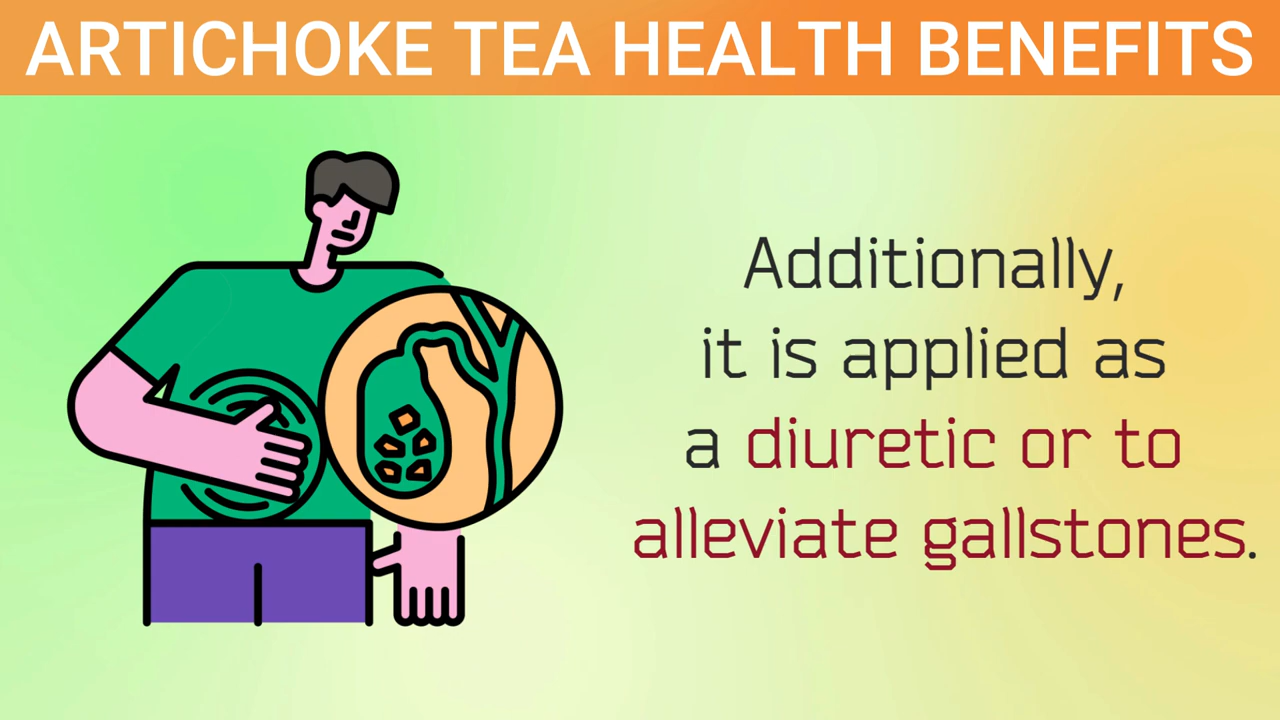 ARTICHOKE TEA HEALTH BENEFITS
Additionally,
it is applied as
a diuretic or to
alleviate gallstones.